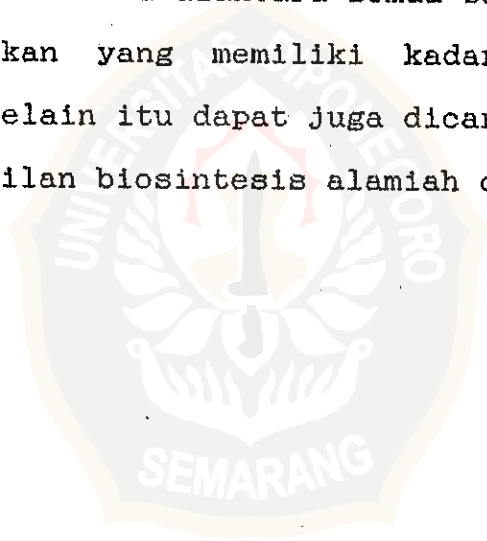 kan yang memiliki kadar
elain itu dapat juga dicar
ilan biosintesis alamiah
UNIVERSITAS DIPONEGORO
SEMARANG